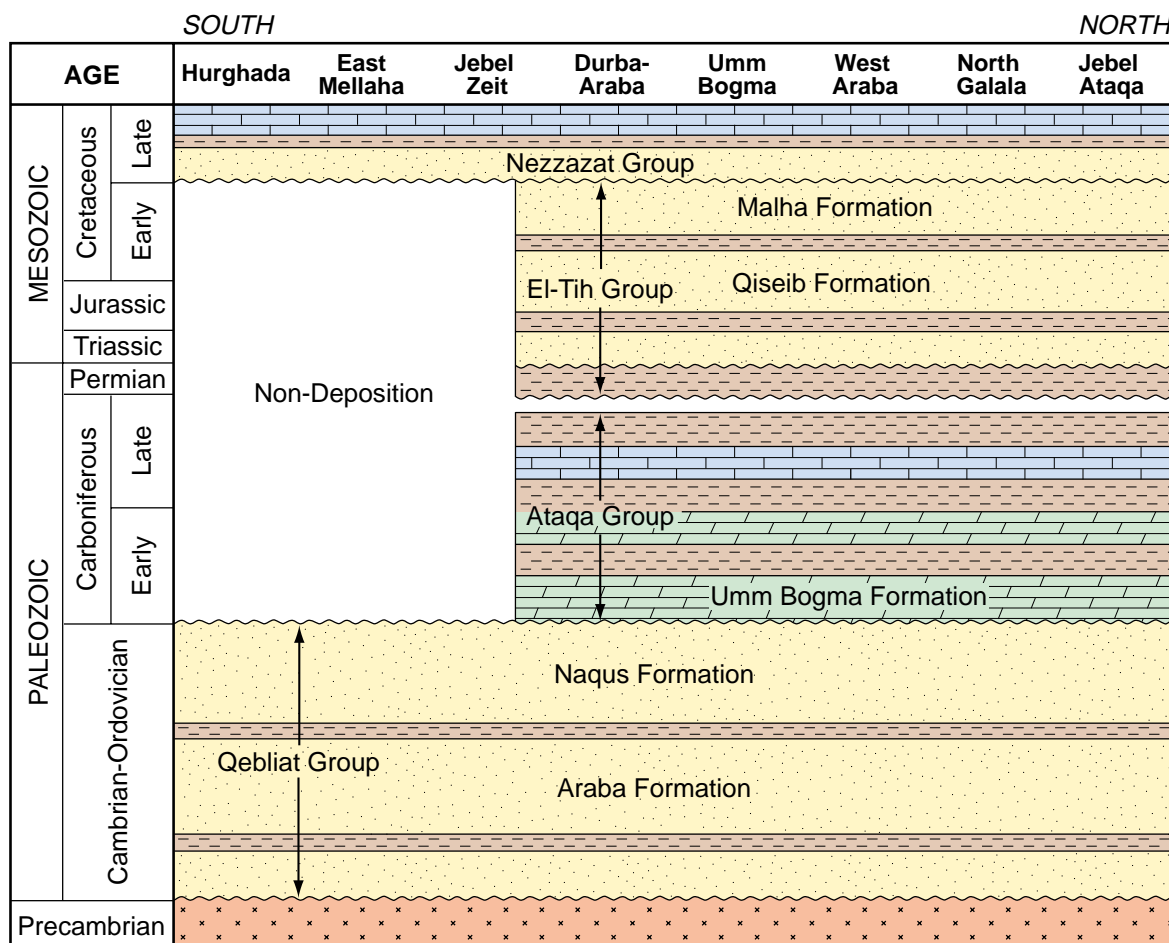 SOUTH NORTH
AGE Hurghada East Mellaha Jebel Zeit Durba-Araba Umm Bogma West Araba North Galala Jebel Ataqa
MESOZOIC
Cretaceous
Late
Nezzazat Group
Early
Malha Formation
El-Tih Group
Qiseib Formation
Jurassic
Triassic
PALEOZOIC
Permian
Non-Deposition
Carboniferous
Late
Ataqa Group
Early
Umm Bogma Formation
Cambrian-Ordovician
Naqus Formation
Qebliat Group
Araba Formation
Precambrian